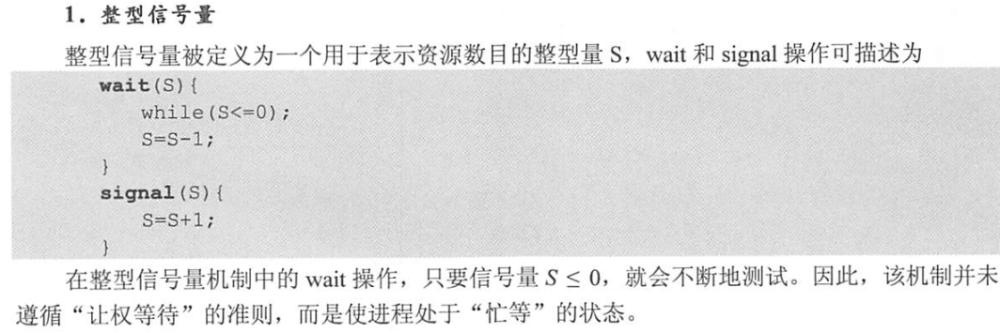 1．整型信号量
整型信号量被定义为一个用于表示资源数目的整型量 S，wait 和 signal 操作可描述为
wait(S){
while(S<=0);
S=S-1;
}
signal(S){
S=S+1;
}
在整型信号量机制中的 wait 操作，只要信号量 S ≤ 0，就会不断地测试。因此，该机制并未
遵循“让权等待”的准则，而是使进程处于“忙等”的状态。